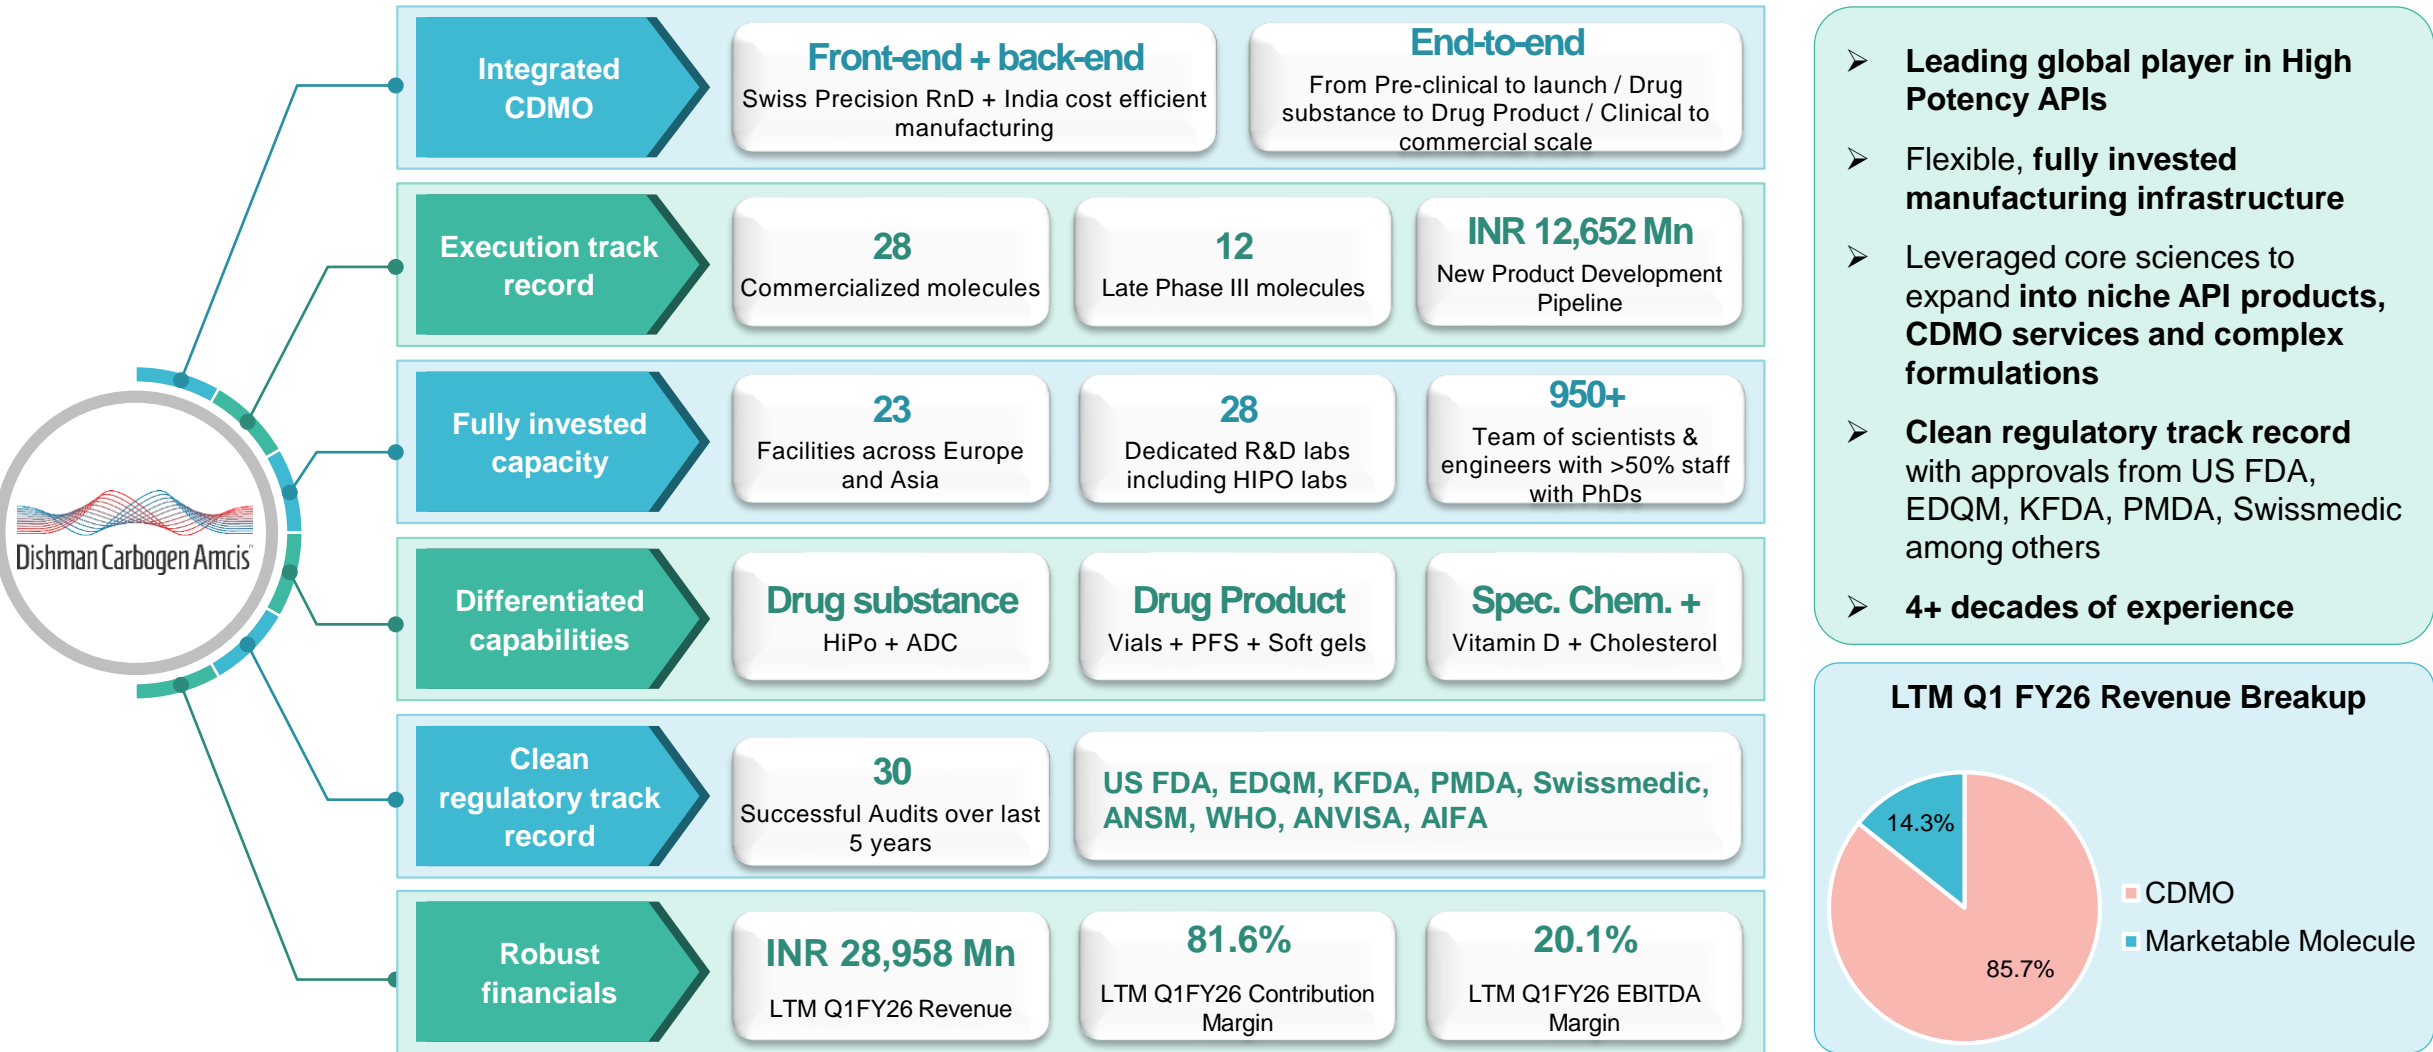 Dishman Carbogen Amcis
Integrated
CDMO
Front-end + back-end
Swiss Precision RnD + India cost efficient
manufacturing
End-to-end
From Pre-clinical to launch / Drug
substance to Drug Product / Clinical to
commercial scale
Execution track
record
28
Commercialized molecules
12
Late Phase III molecules
INR 12,652 Mn
New Product Development
Pipeline
Fully invested
capacity
23
Facilities across Europe
and Asia
28
Dedicated R&D labs
including HIPO labs
950+
Team of scientists &
engineers with >50% staff
with PhDs
Differentiated
capabilities
Drug substance
HiPo + ADC
Drug Product
Vials + PFS + Soft gels
Spec. Chem. +
Vitamin D + Cholesterol
Clean
regulatory track
record
30
Successful Audits over last
5 years
US FDA, EDQM, KFDA, PMDA, Swissmedic,
ANSM, WHO, ANVISA, AIFA
Robust
financials
INR 28,958 Mn
LTM Q1FY26 Revenue
81.6%
LTM Q1FY26 Contribution
Margin
20.1%
LTM Q1FY26 EBITDA
Margin
➢ Leading global player in High
Potency APIs
➢ Flexible, fully invested
manufacturing infrastructure
➢ Leveraged core sciences to
expand into niche API products,
CDMO services and complex
formulations
➢ Clean regulatory track record
with approvals from US FDA,
EDQM, KFDA, PMDA, Swissmedic
among others
➢ 4+ decades of experience
LTM Q1 FY26 Revenue Breakup
14.3%
85.7%
CDMO
Marketable Molecule